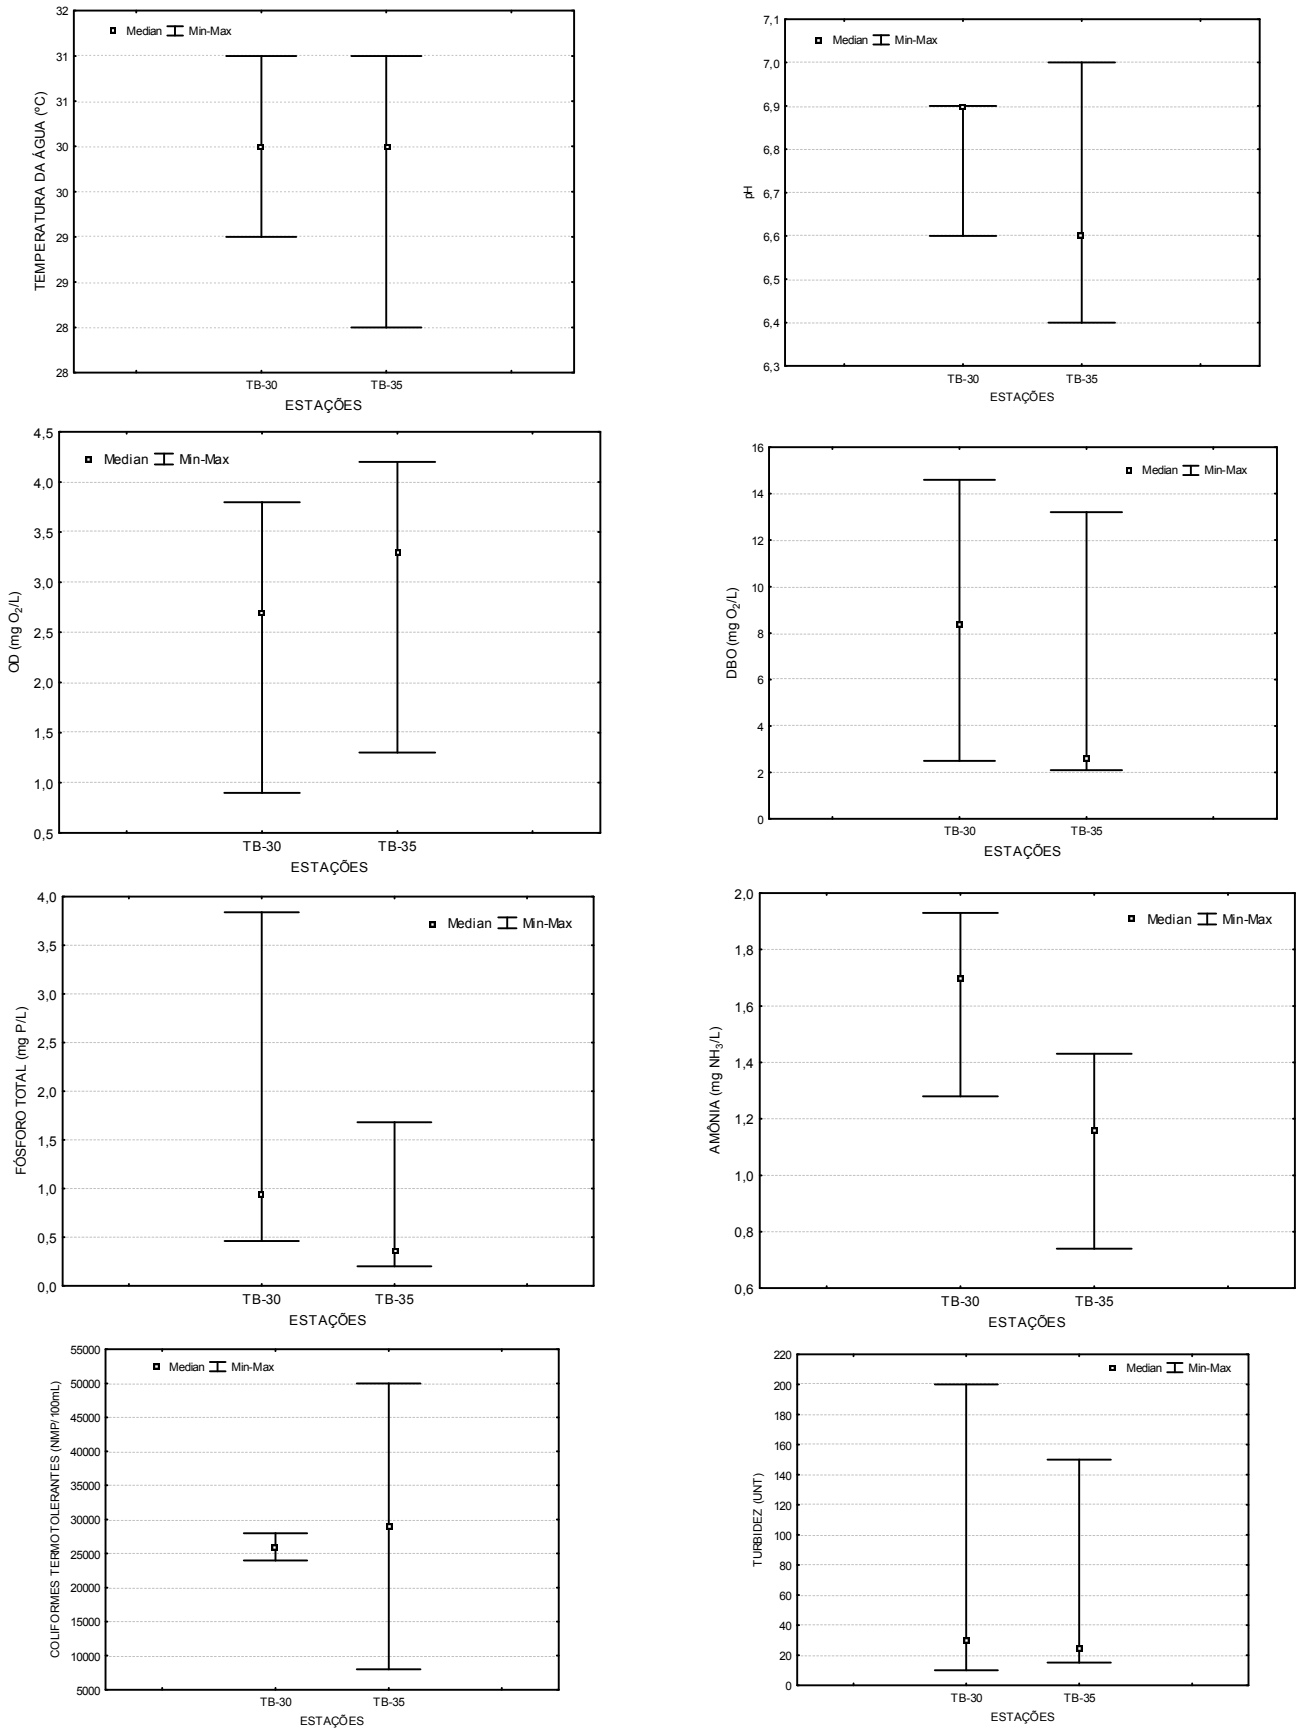 TEMPERATURA DA ÁGUA (ºC)
32
31
31
30
30
29
29
28
28
Median Min-Max
TB-30 TB-35
ESTAÇÕES
pH
7,1
7,0
6,9
6,8
6,7
6,6
6,5
6,4
6,3
Median Min-Max
TB-30 TB-35
ESTAÇÕES
OD (mg O2/L)
4,5
4,0
3,5
3,0
2,5
2,0
1,5
1,0
0,5
Median Min-Max
TB-30 TB-35
ESTAÇÕES
DBO (mg O2/L)
16
14
12
10
8
6
4
2
0
Median Min-Max
TB-30 TB-35
ESTAÇÕES
FÓSFORO TOTAL (mg P/L)
4,0
3,5
3,0
2,5
2,0
1,5
1,0
0,5
0,0
Median Min-Max
TB-30 TB-35
ESTAÇÕES
AMÔNIA (mg NH3/L)
2,0
1,8
1,6
1,4
1,2
1,0
0,8
0,6
Median Min-Max
TB-30 TB-35
ESTAÇÕES
COLIFORMES TERMOTOLERANTES (NMP/100mL)
55000
50000
45000
40000
35000
30000
25000
20000
15000
10000
5000
Median Min-Max
TB-30 TB-35
ESTAÇÕES
TURBIDEZ (UNT)
220
200
180
160
140
120
100
80
60
40
20
0
Median Min-Max
TB-30 TB-35
ESTAÇÕES